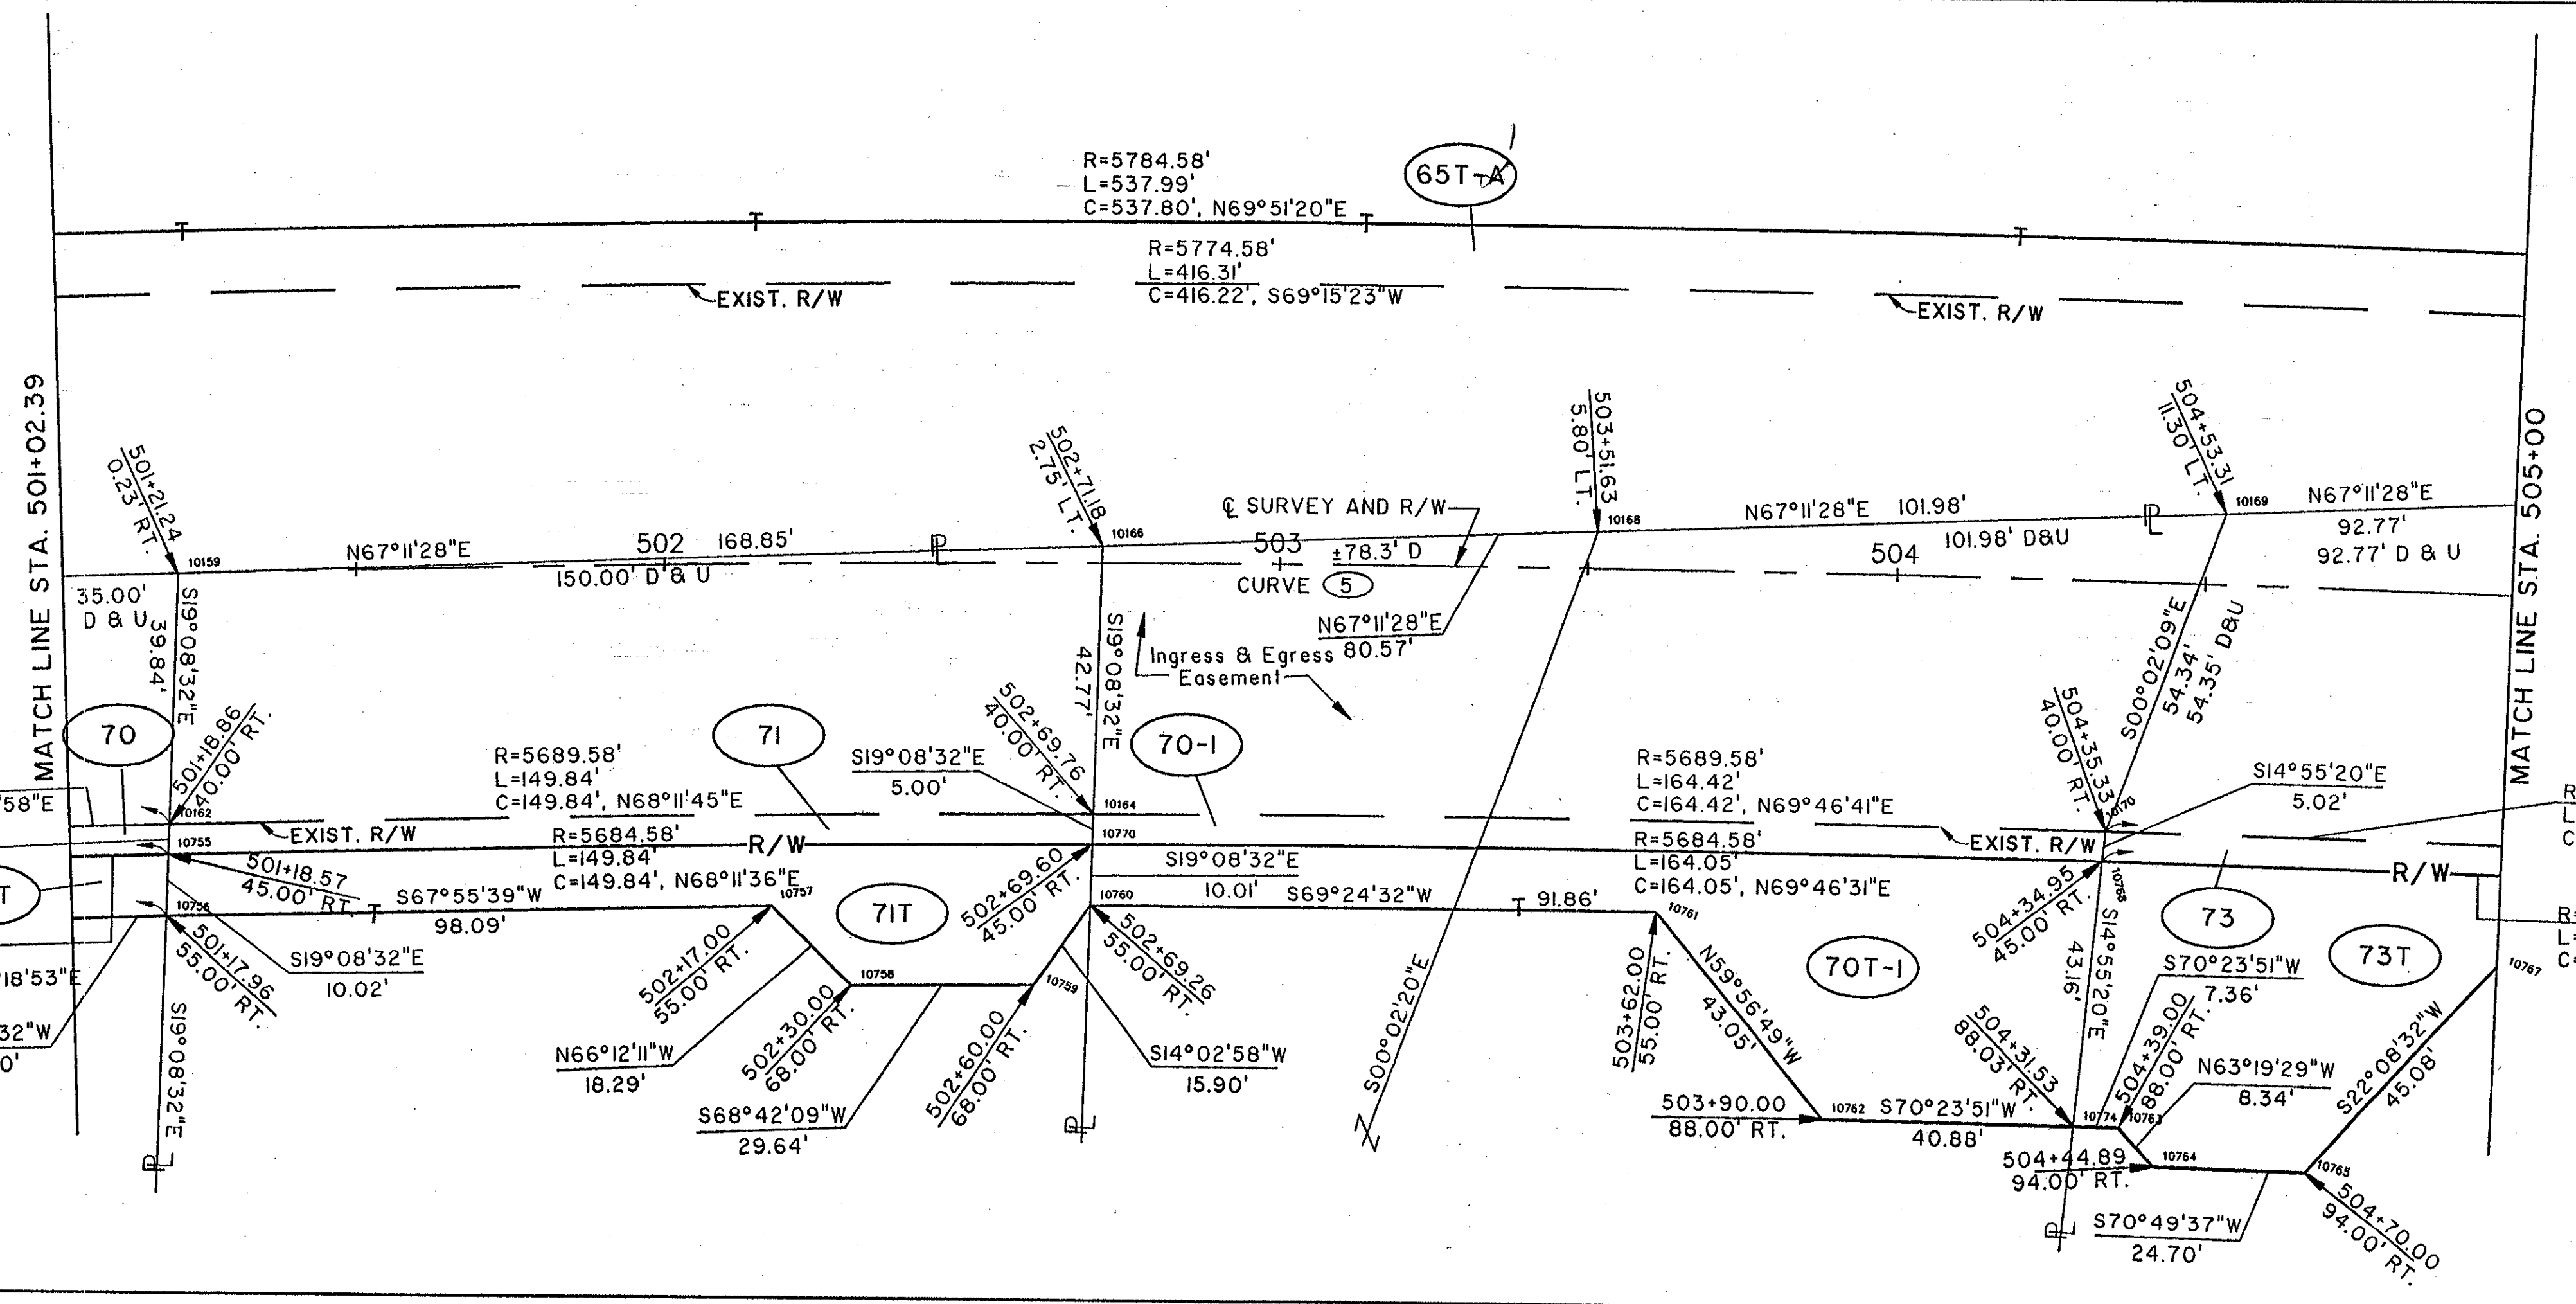 MATCH LINE STA. 501+02.39
R=5784.58'
L=537.99'
C=537.80', N69°51'20"E
65T-A
1
T
T
T
T
R=5774.58'
L=416.31'
C=416.22', S69°15'23"W
EXIST. R/W
EXIST. R/W
MATCH LINE STA. 505+00
501+21.24
0.23' RT.
10159
N67°11'28"E
502
168.85'
150.00' D & U
502+71.18
2.75' LT.
10166
℄ SURVEY AND R/W
503
±78.3' D
CURVE 5
N67°11'28"E
80.57'
503+51.63
5.80' LT.
10168
N67°11'28"E 101.98'
101.98' D&U
504
504+53.31
11.30' LT.
10169
N67°11'28"E
92.77'
92.77' D & U
35.00'
D & U
S19°08'32"E
39.84'
S19°08'32"E
42.77'
Ingress & Egress
Easement
S00°02'09"E
54.34'
54.35' D&U
70
501+18.86
40.00' RT.
10162
'58"E
EXIST. R/W
R=5689.58'
L=149.84'
C=149.84', N68°11'45"E
71
S19°08'32"E
5.00'
502+69.76
40.00' RT.
10164
70-1
R=5689.58'
L=164.42'
C=164.42', N69°46'41"E
504+35.33
40.00' RT.
10170
S14°55'20"E
5.02'
R
L
C
10755
501+18.57
45.00' RT.
R=5684.58'
L=149.84'
C=149.84', N68°11'36"E
R/W
10770
502+69.60
45.00' RT.
S19°08'32"E
10.01'
R=5684.58'
L=164.05'
C=164.05', N69°46'31"E
EXIST. R/W
504+34.95
45.00' RT.
10768
R/W
R=
L=
C=
T
10756
501+17.96
55.00' RT.
S67°55'39"W
T
98.09'
10757
71T
10760
502+69.26
55.00' RT.
S69°24'32"W
T
91.86'
10761
70T-1
73
73T
10767
'18'53"E
S19°08'32"E
10.02'
32"W
0'
S19°08'32"E
502+17.00
55.00' RT.
N66°12'11"W
18.29'
10758
502+30.00
68.00' RT.
S68°42'09"W
29.64'
10759
502+60.00
68.00' RT.
S14°02'58"W
15.90'
S00°02'20"E
503+62.00
55.00' RT.
N59°56'49"W
43.05'
503+90.00
88.00' RT.
10762
S70°23'51"W
40.88'
S14°55'20"E
43.16'
504+31.53
88.03' RT.
S70°23'51"W
7.36'
504+39.00
88.00' RT.
10774
10763
N63°19'29"W
8.34'
504+44.89
94.00' RT.
10764
S70°49'37"W
24.70'
10765
504+70.00
94.00' RT.
S22°08'32"W
45.08'